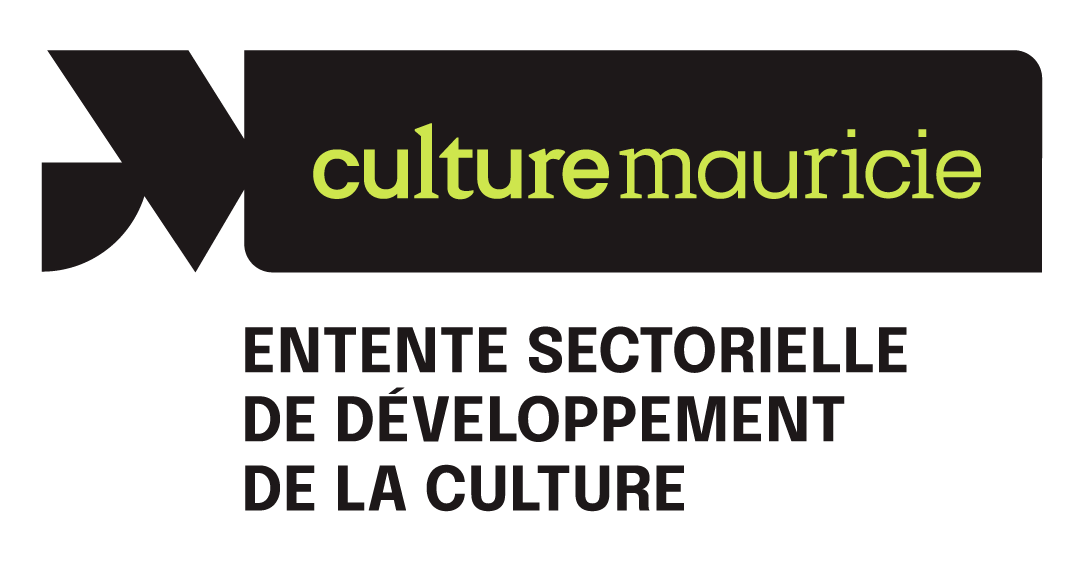 culturemauricie
ENTENTE SECTORIELLE
DE DÉVELOPPEMENT
DE LA CULTURE